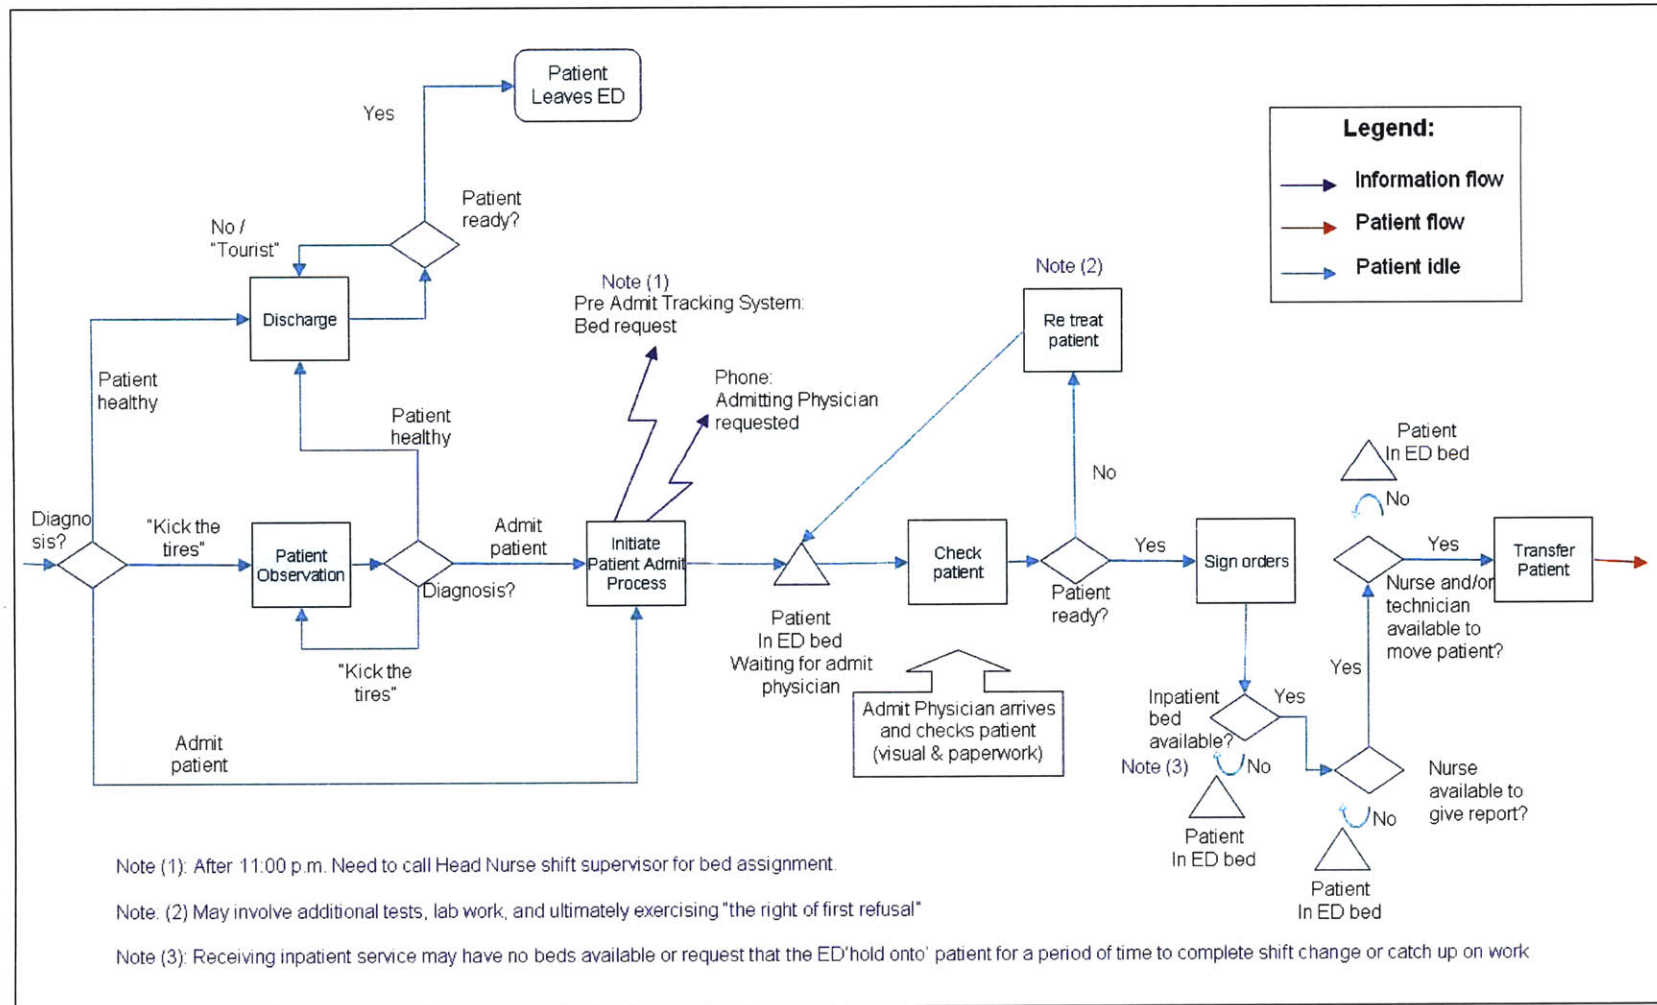 Patient
Leaves ED
Yes
Patient
ready?
No /
"Tourist"
Discharge
Patient
healthy
Patient
healthy
Diagno
sis?
"Kick the
tires"
Patient
Observation
Diagnosis?
"Kick the
tires"
Admit
patient
Admit
patient
Note (1)
Pre Admit Tracking System:
Bed request
Phone:
Admitting Physician
requested
Initiate
Patient Admit
Process
Patient
In ED bed
Waiting for admit
physician
Note (2)
Re treat
patient
No
Check
patient
Patient
ready?
Yes
Sign orders
Admit Physician arrives
and checks patient
(visual & paperwork)
Inpatient
bed
available?
Yes
Note (3)
No
Patient
In ED bed
Nurse
available to
give report?
No
Patient
In ED bed
Yes
Patient
In ED bed
No
Yes
Nurse and/or
technician
available to
move patient?
Transfer
Patient
Legend:
Information flow
Patient flow
Patient idle
Note (1): After 11:00 p.m. Need to call Head Nurse shift supervisor for bed assignment.
Note. (2) May involve additional tests, lab work, and ultimately exercising "the right of first refusal"
Note (3): Receiving inpatient service may have no beds available or request that the ED'hold onto' patient for a period of time to complete shift change or catch up on work